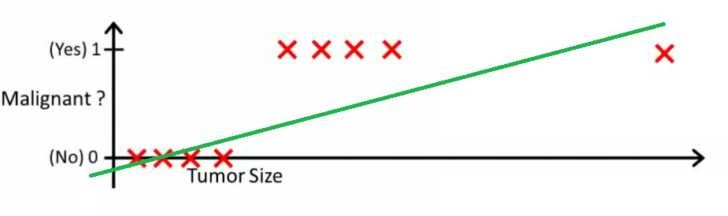 (Yes) 1
Malignant ?
(No) 0
Tumor Size